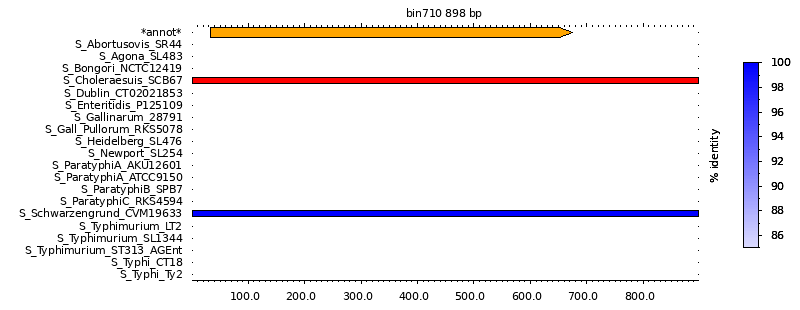 bin710 898 bp
*annot*
S_Abortusovis_SR44
S_Agona_SL483
S_Bongori_NCTC12419
S_Choleraesuis_SCB67
S_Dublin_CT02021853
S_Enteritidis_P125109
S_Gallinarum_28791
S_Gall_Pullorum_RKS5078
S_Heidelberg_SL476
S_Newport_SL254
S_ParatyphiA_AKU12601
S_ParatyphiA_ATCC9150
S_ParatyphiB_SPB7
S_ParatyphiC_RKS4594
S_Schwarzengrund_CVM19633
S_Typhimurium_LT2
S_Typhimurium_SL1344
S_Typhimurium_ST313_AGEnt
S_Typhi_CT18
S_Typhi_Ty2
100.0 200.0 300.0 400.0 500.0 600.0 700.0 800.0
% identity
100
98
96
94
92
90
88
86